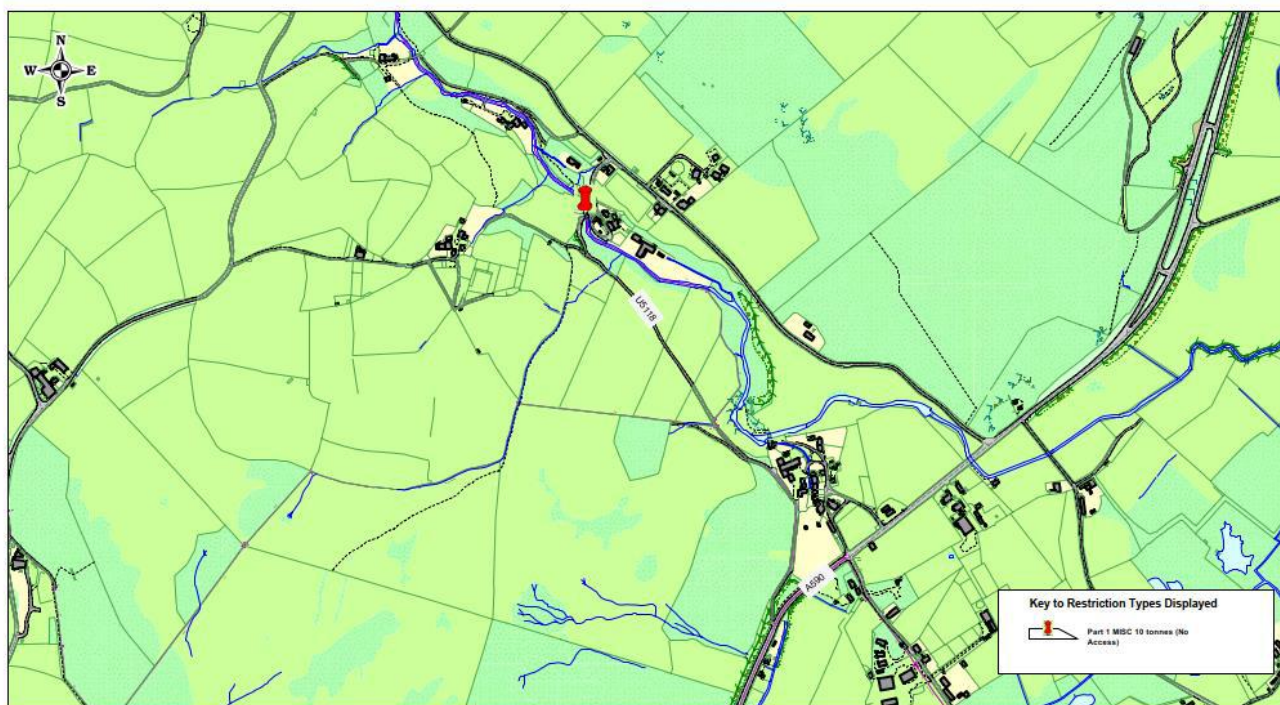 N
W E
S
U5118
A590
Key to Restriction Types Displayed
Part 1 MISC 10 tonnes (No
Access)